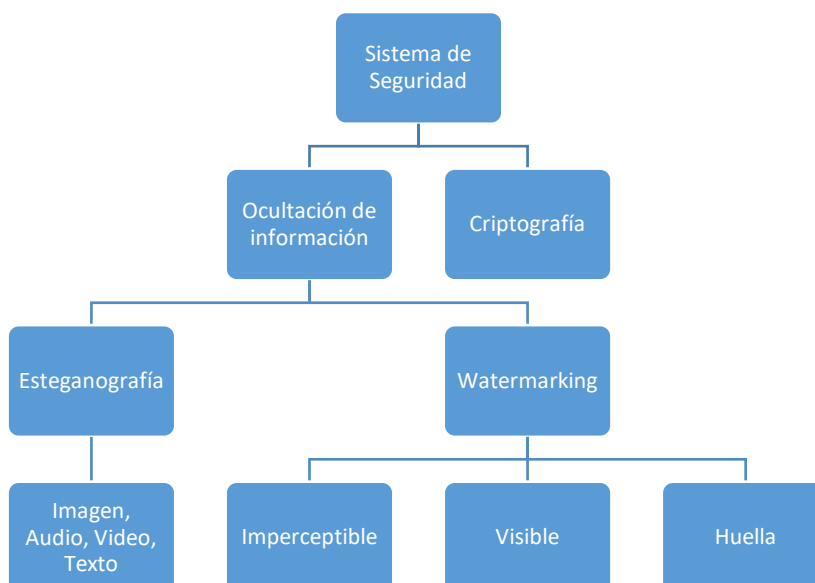 Sistema de
Seguridad
Ocultación de
información
Criptografía
Esteganografía
Watermarking
Imagen,
Audio, Video,
Texto
Imperceptible
Visible
Huella